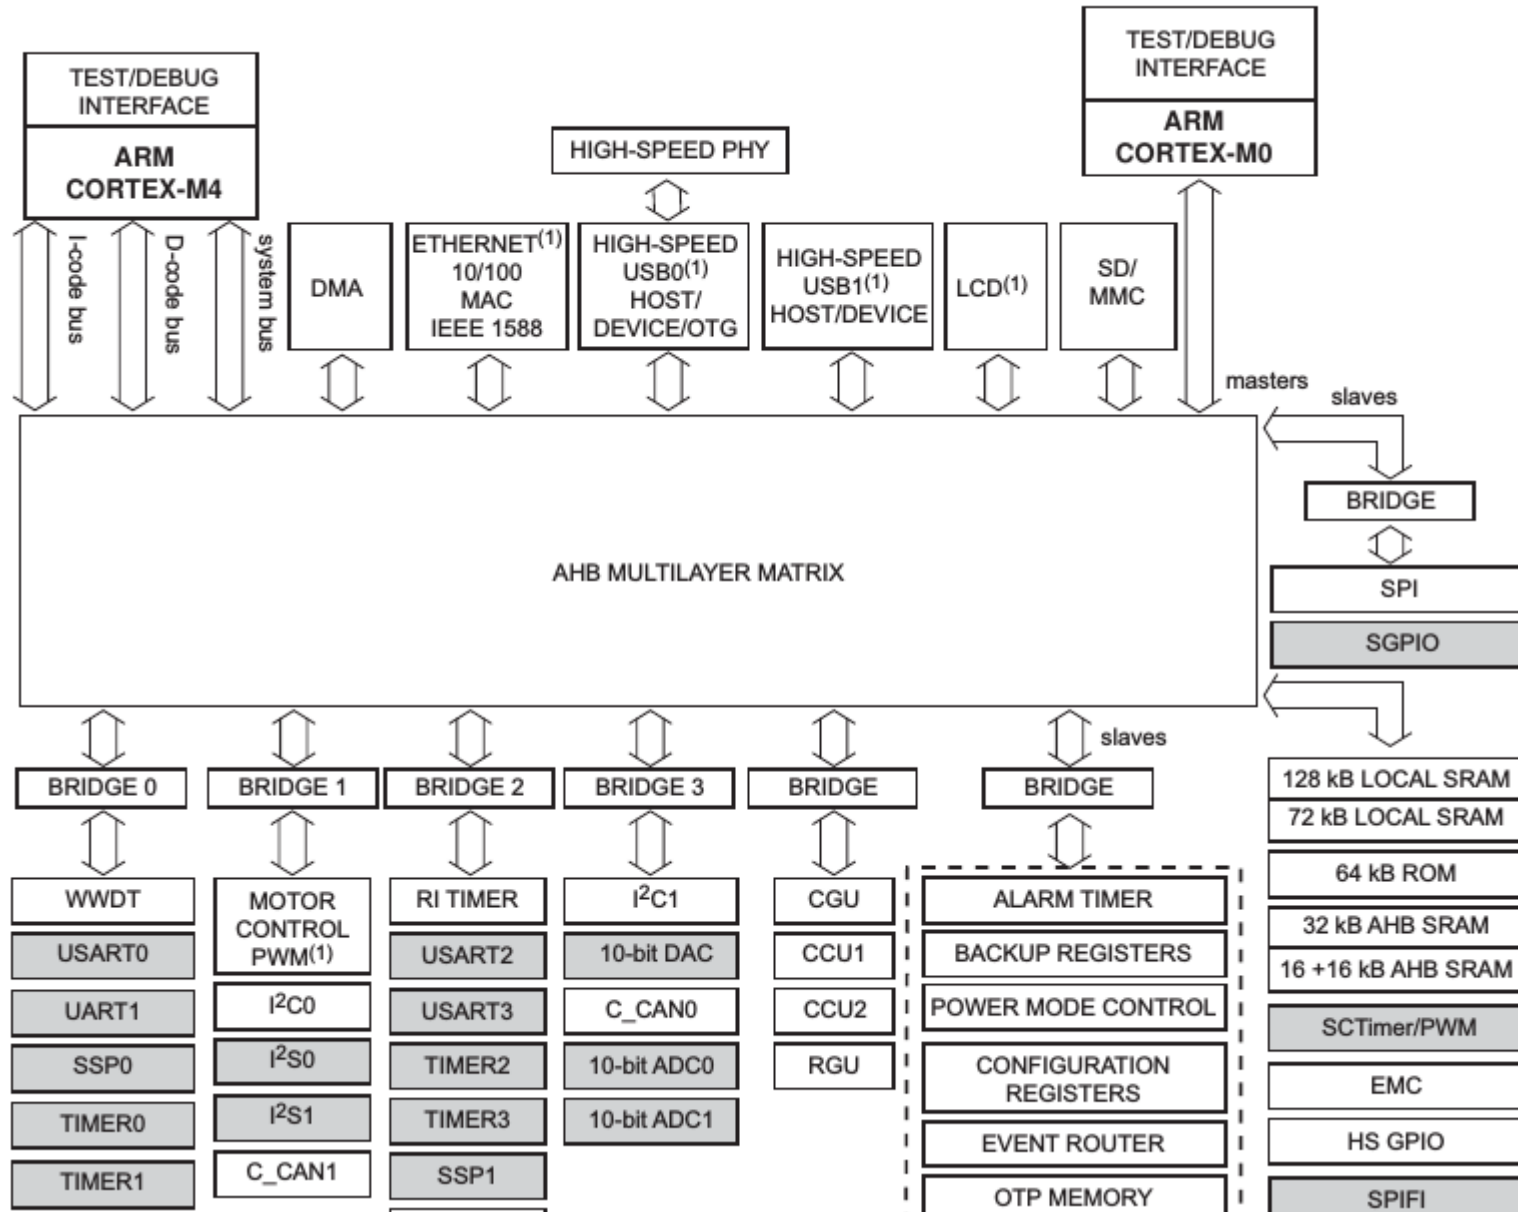 TEST/DEBUG
INTERFACE
ARM
CORTEX-M4
TEST/DEBUG
INTERFACE
ARM
CORTEX-M0
HIGH-SPEED PHY
I-code bus
D-code bus
system bus
DMA
ETHERNET(1)
10/100
MAC
IEEE 1588
HIGH-SPEED
USB0(1)
HOST/
DEVICE/OTG
HIGH-SPEED
USB1(1)
HOST/DEVICE
LCD(1)
SD/
MMC
masters
slaves
BRIDGE
SPI
SGPIO
AHB MULTILAYER MATRIX
slaves
BRIDGE 0
WWDT
USART0
UART1
SSP0
TIMER0
TIMER1
BRIDGE 1
MOTOR
CONTROL
PWM(1)
I2C0
I2S0
I2S1
C_CAN1
BRIDGE 2
RI TIMER
USART2
USART3
TIMER2
TIMER3
SSP1
BRIDGE 3
I2C1
10-bit DAC
C_CAN0
10-bit ADC0
10-bit ADC1
BRIDGE
CGU
CCU1
CCU2
RGU
BRIDGE
ALARM TIMER
BACKUP REGISTERS
POWER MODE CONTROL
CONFIGURATION
REGISTERS
EVENT ROUTER
OTP MEMORY
128 kB LOCAL SRAM
72 kB LOCAL SRAM
64 kB ROM
32 kB AHB SRAM
16 +16 kB AHB SRAM
SCTimer/PWM
EMC
HS GPIO
SPIFI